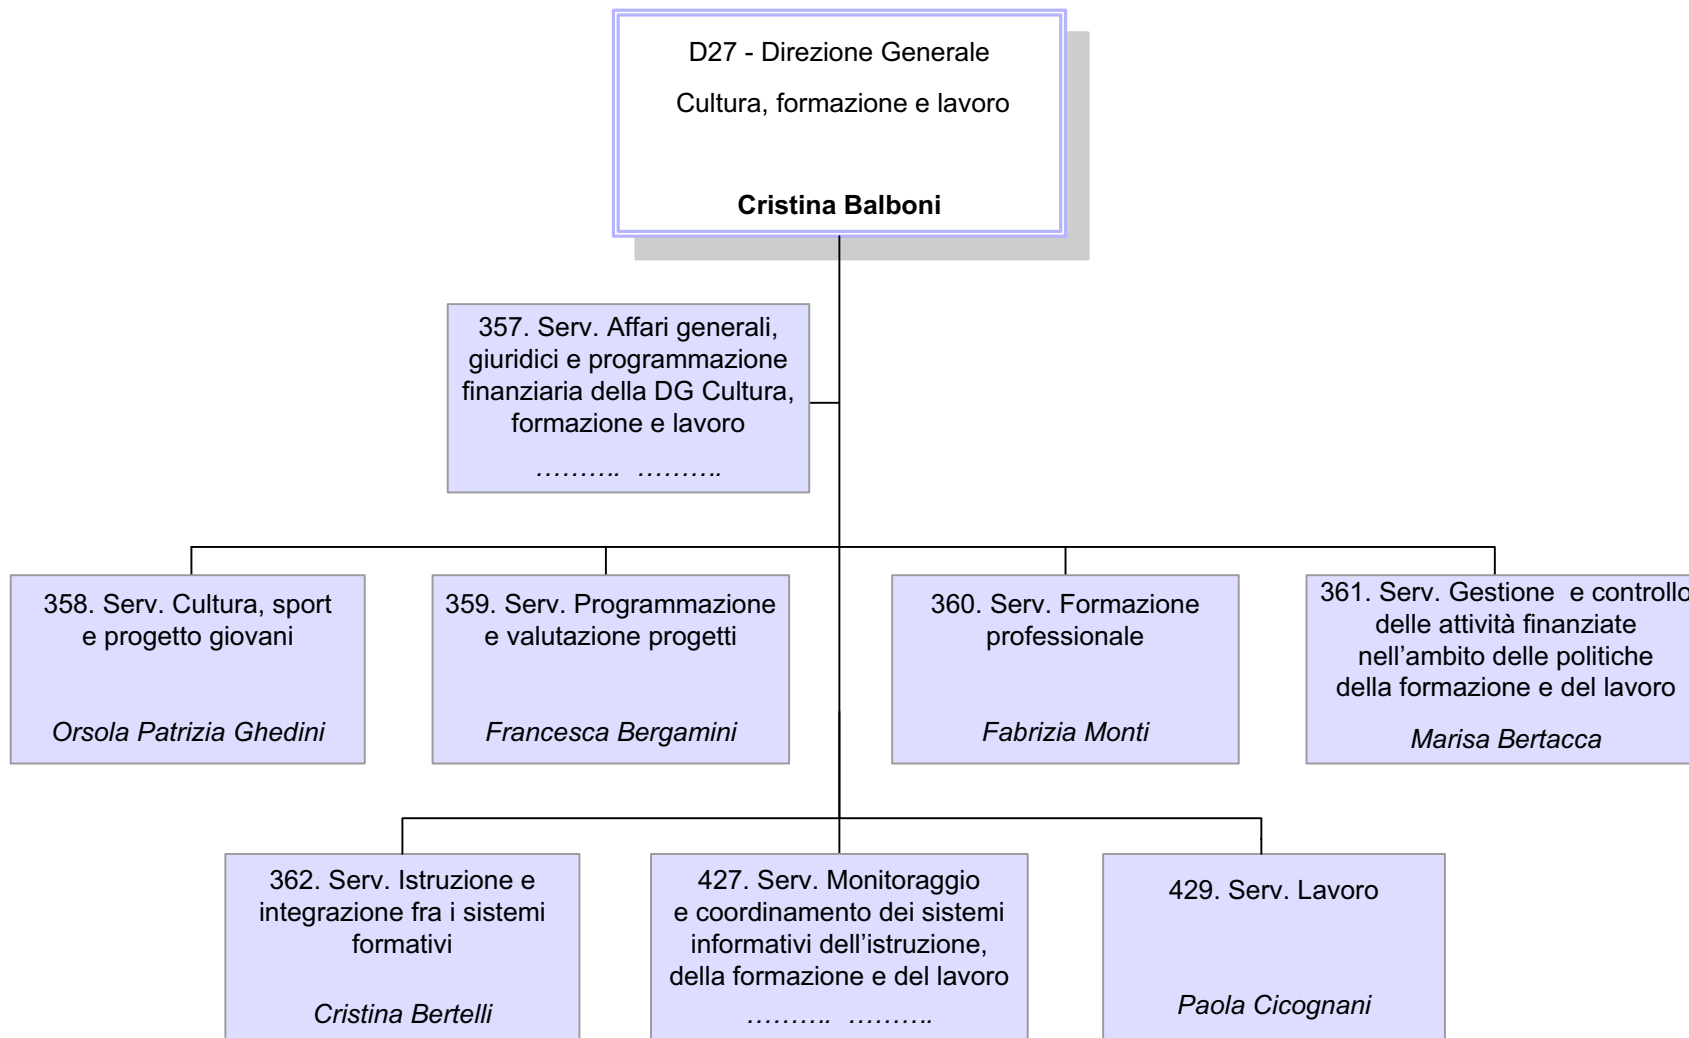 D27 - Direzione Generale
Cultura, formazione e lavoro
Cristina Balboni
357. Serv. Affari generali,
giuridici e programmazione
finanziaria della DG Cultura,
formazione e lavoro
………. ……….
358. Serv. Cultura, sport
e progetto giovani
Orsola Patrizia Ghedini
359. Serv. Programmazione
e valutazione progetti
Francesca Bergamini
360. Serv. Formazione
professionale
Fabrizia Monti
361. Serv. Gestione e controllo
delle attività finanziate
nell’ambito delle politiche
della formazione e del lavoro
Marisa Bertacca
362. Serv. Istruzione e
integrazione fra i sistemi
formativi
Cristina Bertelli
427. Serv. Monitoraggio
e coordinamento dei sistemi
informativi dell’istruzione,
della formazione e del lavoro
………. ……….
429. Serv. Lavoro
Paola Cicognani